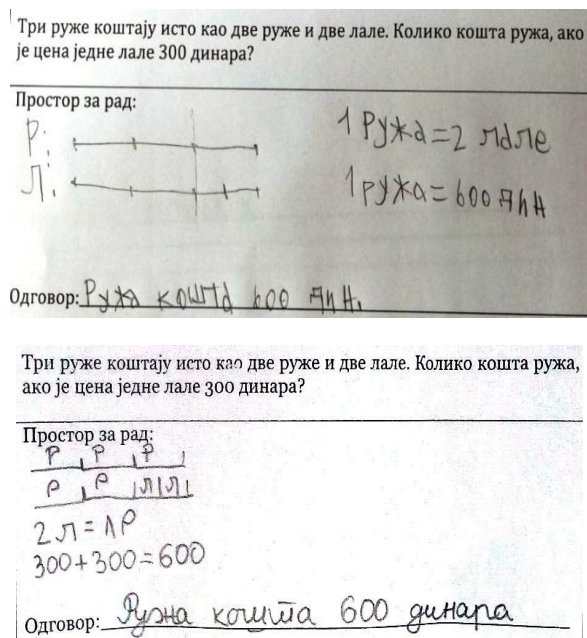 Три руже коштају исто као две руже и две лале. Колико кошта ружа, ако
је цена једне лале 300 динара?
Простор за рад:
Р:
1 Ружа=2 лале
Л:
1 ружа=600 дин
Одговор: Ружа кошта 600 дин.
Три руже коштају исто као две руже и две лале. Колико кошта ружа,
ако је цена једне лале 300 динара?
Простор за рад:
Р Р Р
Р Р Л Л
2Л=1Р
300+300=600
Одговор: Ружа кошта 600 динара